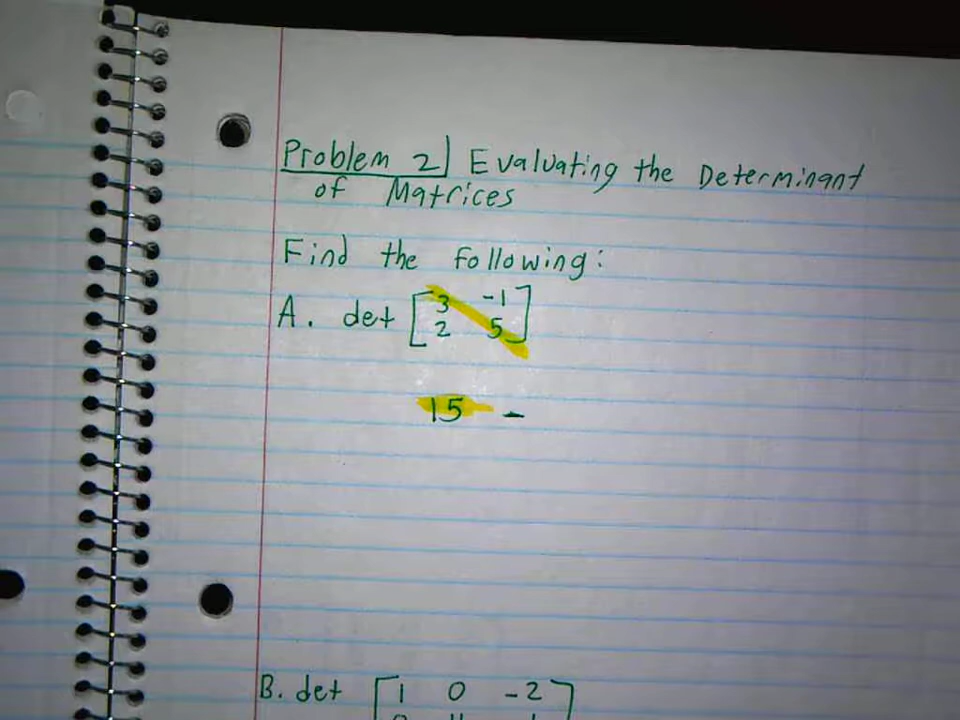 Problem 2 Evaluating the Determinant
of Matrices
Find the following:
A. det [3 -1
2 5]
15 -
B. det [1 0 -2]